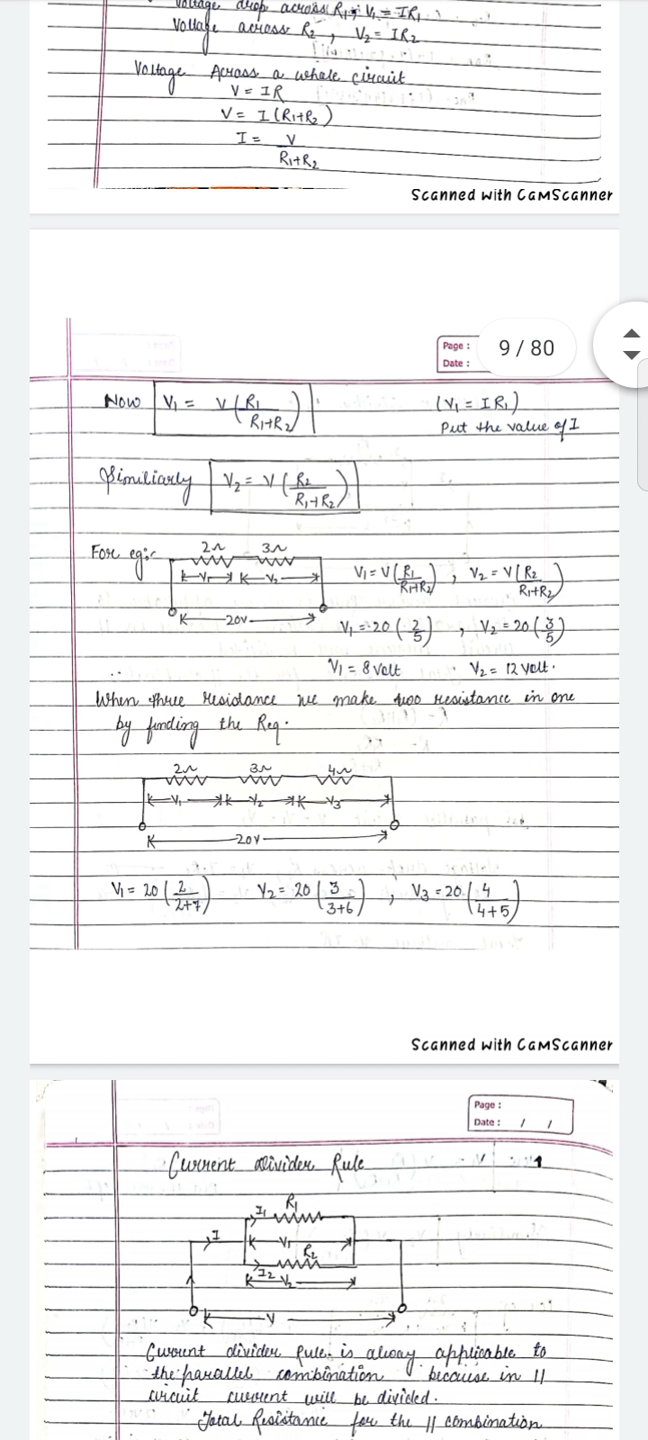 Voltage drop across R₁, V₁ = IR₁
Voltage across R₂, V₂ = IR₂
Voltage Across a whole circuit
V = IR
V = I(R₁+R₂)
I = V
R₁+R₂
Scanned with CamScanner
Page :
Date :
9 / 80
Now V₁ = V(R₁/R₁+R₂) (V₁ = IR₁)
Put the value of I
Similiarly V₂ = V(R₂/R₁+R₂)
For eg:-
2Ω 3Ω
V₁ V₂
20V
V₁ = V(R₁/R₁+R₂) , V₂ = V(R₂/R₁+R₂)
V₁ = 20(2/5) , V₂ = 20(3/5)
V₁ = 8 Volt V₂ = 12 Volt.
When three resistance we make two resistance in one
by finding the Req.
2Ω 3Ω 4Ω
V₁ V₂ V₃
20V
V₁ = 20(2/2+7) V₂ = 20(3/3+6) , V₃ = 20(4/4+5)
Scanned with CamScanner
Page :
Date : / /
Current divider Rule
1
I₁ R₁
I V₁
R₂
I₂ V₂
V
Current divider Rule is alway applicable to
the parallel combination because in ||
circuit current will be divided.
Total Resistance for the || combination